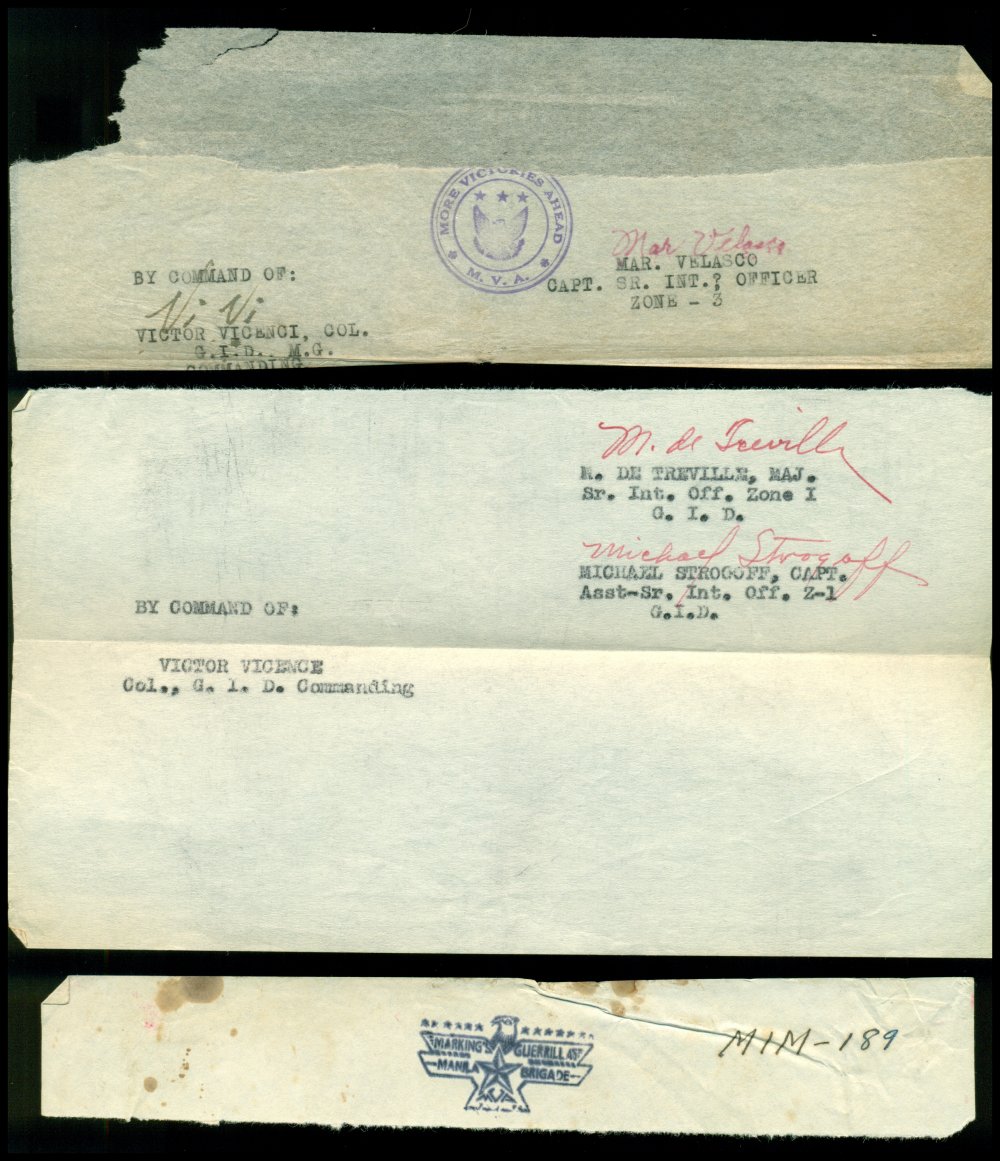 MORE VICTORIES AHEAD
M. V. A.
Mar Velasco
MAR. VELASCO
CAPT. SR. INT.; OFFICER
ZONE - 3
BY COMMAND OF:
Vi Vi
VICTOR VICENCI, COL.
G.I.D. M.G.
COMMANDING
M. de Treville
M. DE TREVILLE, MAJ.
Sr. Int. Off. Zone I
G. I. D.
Michael Strogoff
MICHAEL STROGOFF, CAPT.
Asst-Sr. Int. Off. Z-1
G.I.D.
BY COMMAND OF:
VICTOR VICENCE
Col., G. I. D. Commanding
MARKING'S GUERRILLAS
MANILA BRIGADE
MVA
MIM-189